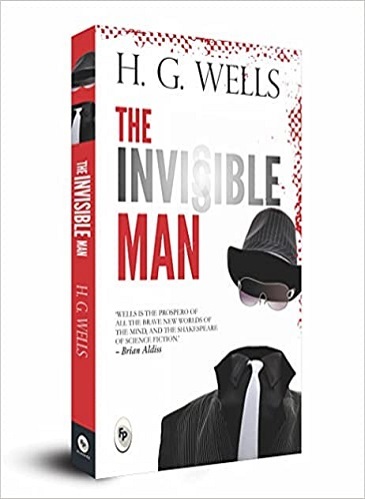 H. G. WELLS
THE
INVISIBLE
MAN
"WELLS IS THE PROSPERO OF
ALL THE BRAVE NEW WORLDS OF
THE MIND, AND THE SHAKESPEARE
OF SCIENCE FICTION."
– Brian Aldiss
FP
THE INVISIBLE MAN
H. G. WELLS
FP